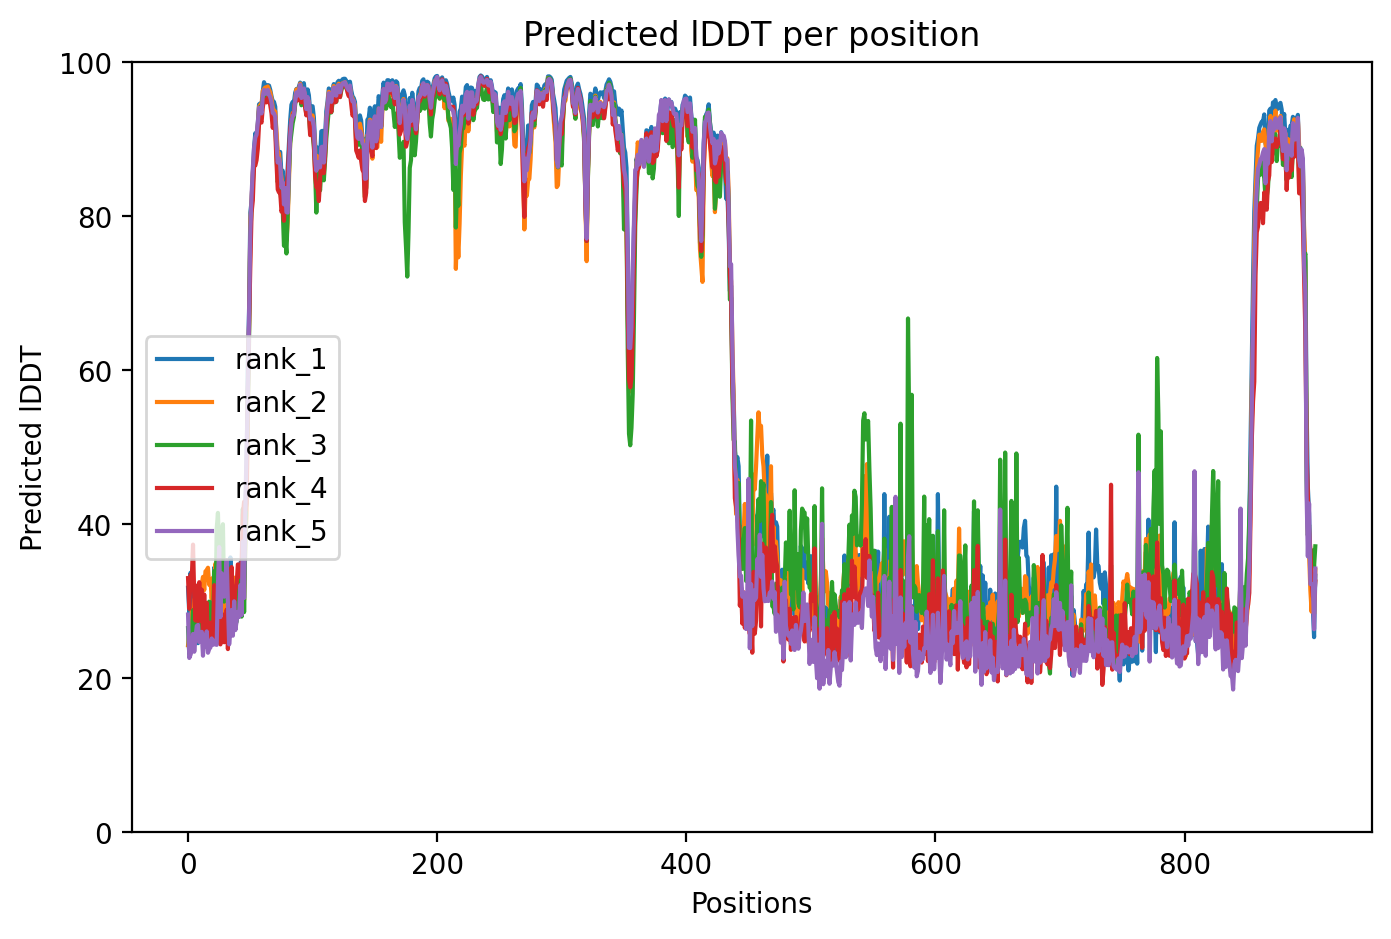 Predicted lDDT per position
100
80
60
40
20
0
Predicted lDDT
rank_1
rank_2
rank_3
rank_4
rank_5
0 200 400 600 800
Positions